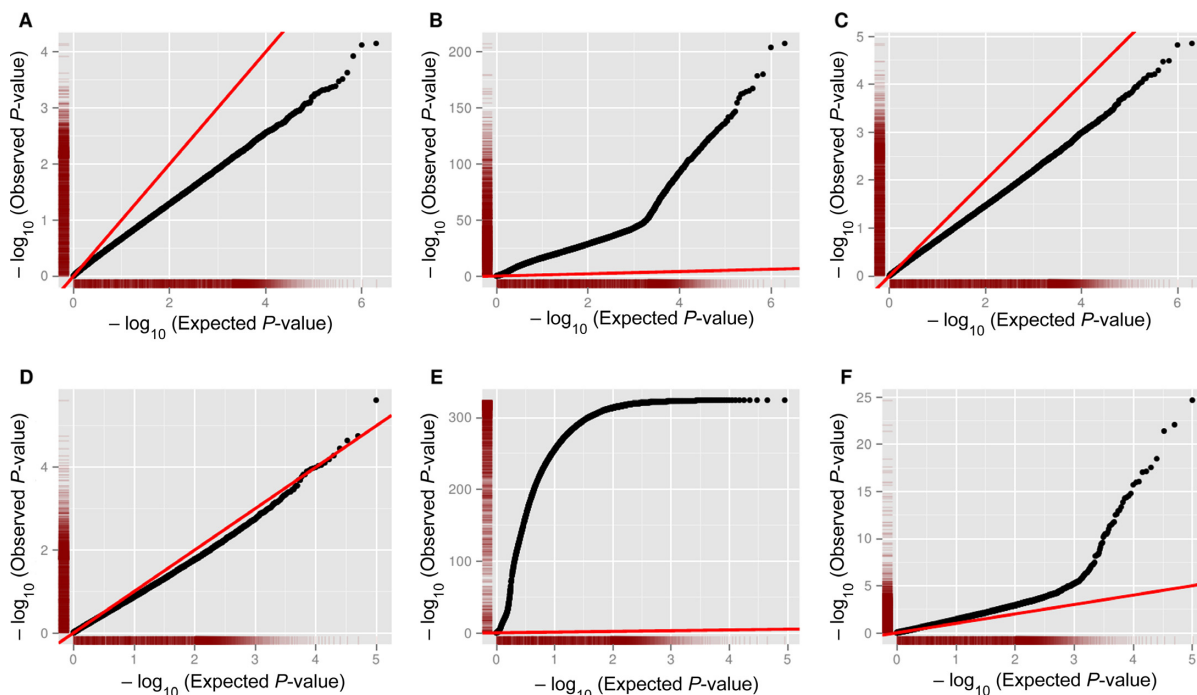 A
− log10 (Observed P-value)
4
3
2
1
0
0 2 4 6
− log10 (Expected P-value)
B
− log10 (Observed P-value)
200
150
100
50
0
0 2 4 6
− log10 (Expected P-value)
C
− log10 (Observed P-value)
5
4
3
2
1
0
0 2 4 6
− log10 (Expected P-value)
D
− log10 (Observed P-value)
4
2
0
0 1 2 3 4 5
− log10 (Expected P-value)
E
− log10 (Observed P-value)
300
200
100
0
0 1 2 3 4 5
− log10 (Expected P-value)
F
− log10 (Observed P-value)
25
20
15
10
5
0
0 1 2 3 4 5
− log10 (Expected P-value)